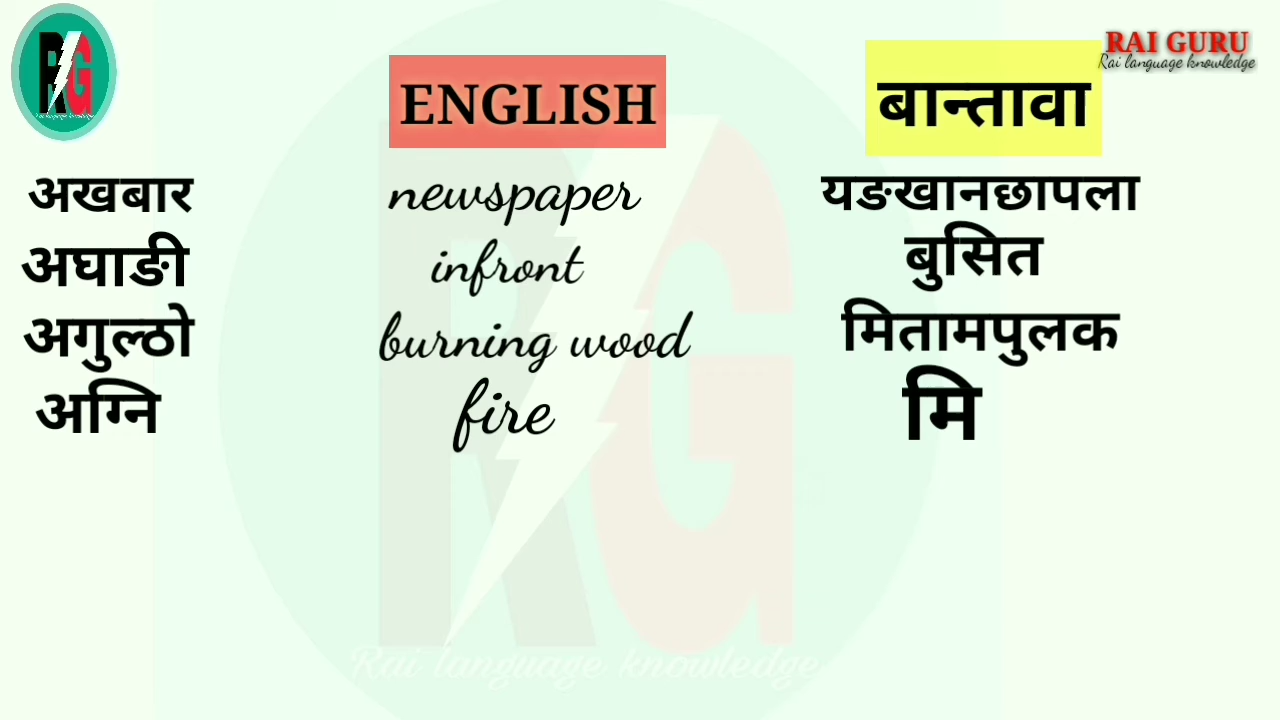 RG
RAI GURU
Rai language knowledge
ENGLISH बान्तावा
अखबार newspaper यङखानछापला
अघाङी infront बुसित
अगुल्ठो burning wood मितामपुलक
अग्नि fire मि
Rai language knowledge